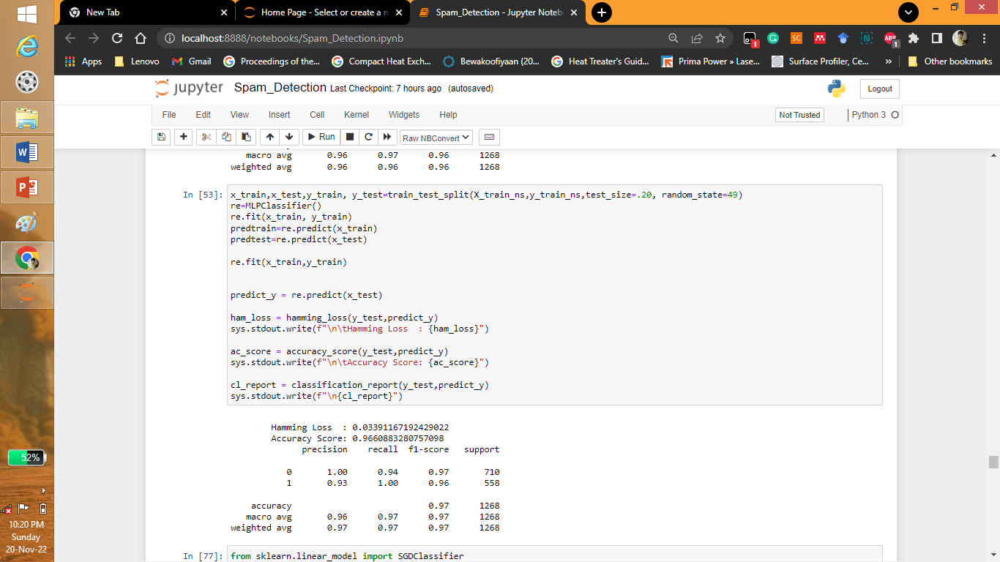 New Tab
Home Page - Select or create a n
Spam_Detection - Jupyter Noteb
localhost:8888/notebooks/Spam_Detection.ipynb
1
SC
ABP
1
Apps
Lenovo
Gmail
Proceedings of the...
Compact Heat Exch...
Bewakoofiyaan (20...
Heat Treater's Guid...
Prima Power » Lase...
Surface Profiler, Ce...
»
Other bookmarks
jupyter Spam_Detection Last Checkpoint: 7 hours ago (autosaved)
Logout
File Edit View Insert Cell Kernel Widgets Help
Not Trusted
Python 3
Run
Raw NBConvert
macro avg 0.96 0.97 0.96 1268
weighted avg 0.96 0.96 0.96 1268
In [53]: x_train,x_test,y_train, y_test=train_test_split(X_train_ns,y_train_ns,test_size=.20, random_state=49)
re=MLPClassifier()
re.fit(x_train, y_train)
predtrain=re.predict(x_train)
predtest=re.predict(x_test)
re.fit(x_train,y_train)
predict_y = re.predict(x_test)
ham_loss = hamming_loss(y_test,predict_y)
sys.stdout.write(f"\n\tHamming Loss  : {ham_loss}")
ac_score = accuracy_score(y_test,predict_y)
sys.stdout.write(f"\n\tAccuracy Score: {ac_score}")
cl_report = classification_report(y_test,predict_y)
sys.stdout.write(f"\n{cl_report}")
Hamming Loss  : 0.03391167192429022
Accuracy Score: 0.9660883280757098
precision recall f1-score support
0 1.00 0.94 0.97 710
1 0.93 1.00 0.96 558
accuracy 0.97 1268
macro avg 0.96 0.97 0.97 1268
weighted avg 0.97 0.97 0.97 1268
In [77]: from sklearn.linear_model import SGDClassifier
52%
10:20 PM
Sunday
20-Nov-22